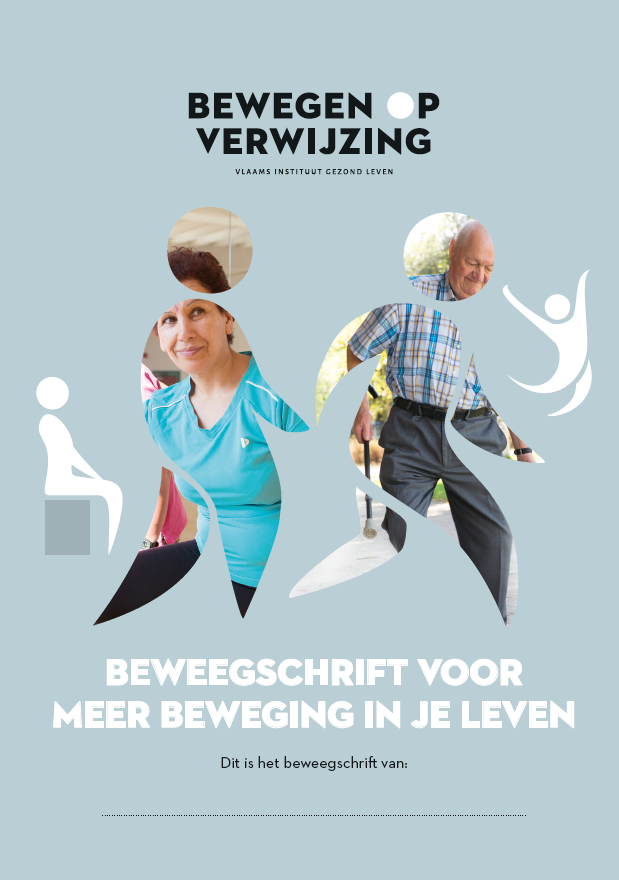 BEWEGEN OP
VERWIJZING
VLAAMS INSTITUUT GEZOND LEVEN
BEWEEGSCHRIFT VOOR
MEER BEWEGING IN JE LEVEN
Dit is het beweegschrift van: